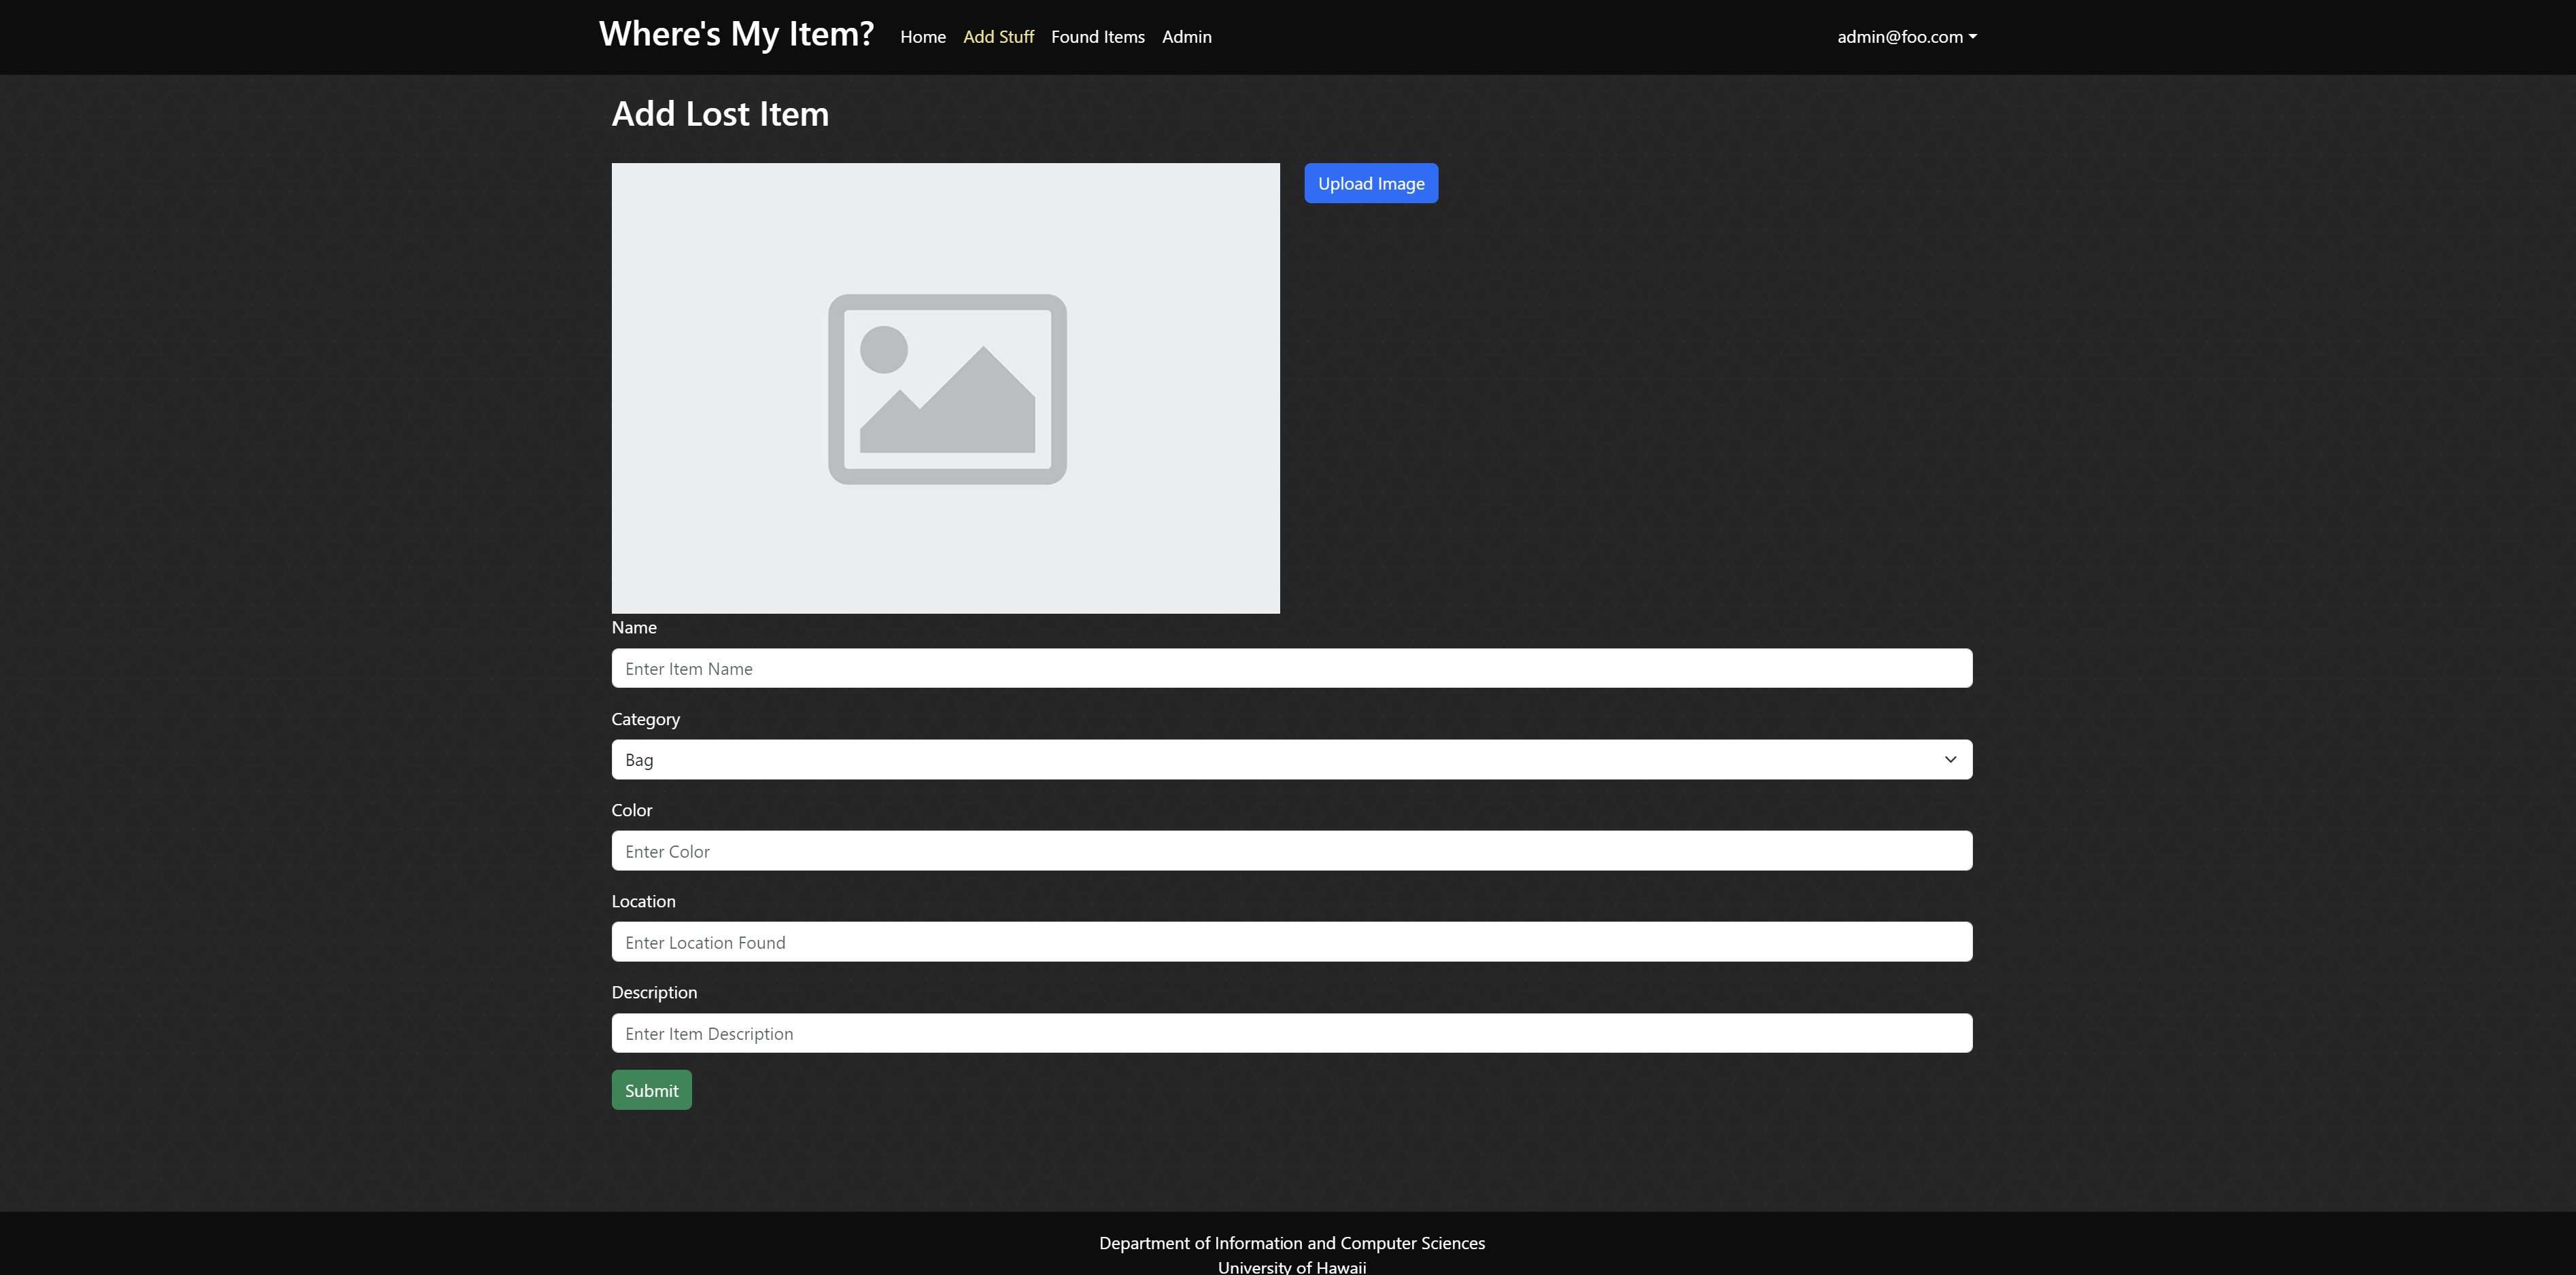 Where's My Item? Home Add Stuff Found Items Admin admin@foo.com
Add Lost Item
Upload Image
Name
Enter Item Name
Category
Bag
Color
Enter Color
Location
Enter Location Found
Description
Enter Item Description
Submit
Department of Information and Computer Sciences
University of Hawaii